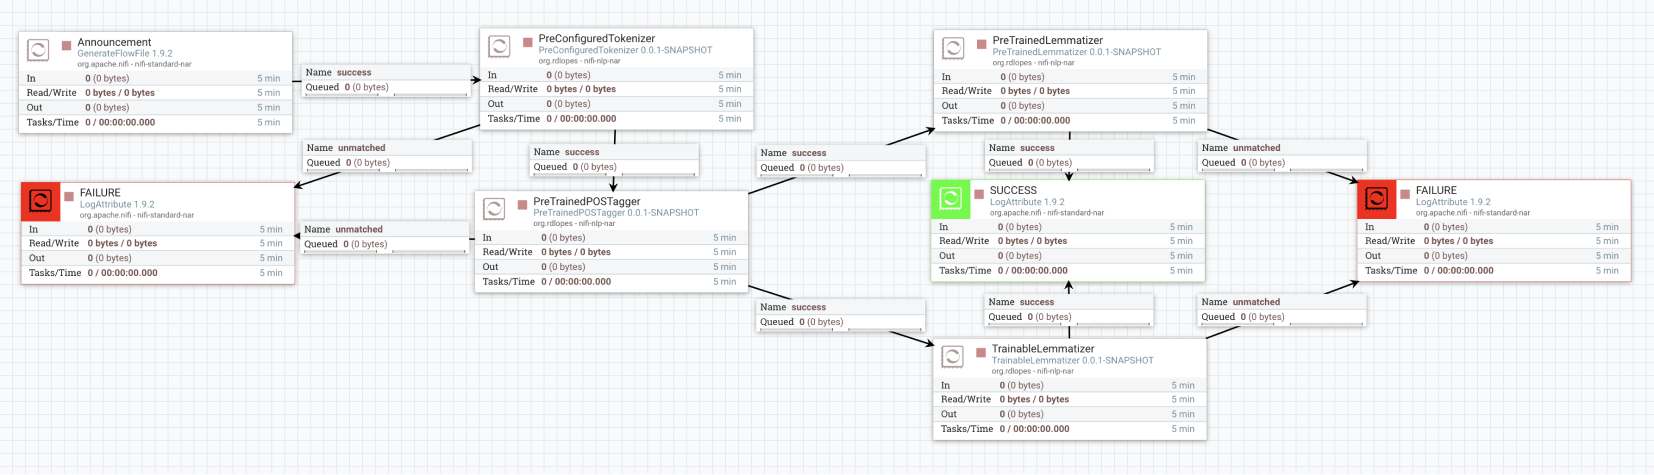 Announcement
GenerateFlowFile 1.9.2
org.apache.nifi - nifi-standard-nar
In 0 (0 bytes) 5 min
Read/Write 0 bytes / 0 bytes 5 min
Out 0 (0 bytes) 5 min
Tasks/Time 0 / 00:00:00.000 5 min
Name success
Queued 0 (0 bytes)
PreConfiguredTokenizer
PreConfiguredTokenizer 0.0.1-SNAPSHOT
org.rdlopes - nifi-nlp-nar
In 0 (0 bytes) 5 min
Read/Write 0 bytes / 0 bytes 5 min
Out 0 (0 bytes) 5 min
Tasks/Time 0 / 00:00:00.000 5 min
Name unmatched
Queued 0 (0 bytes)
Name success
Queued 0 (0 bytes)
FAILURE
LogAttribute 1.9.2
org.apache.nifi - nifi-standard-nar
In 0 (0 bytes) 5 min
Read/Write 0 bytes / 0 bytes 5 min
Out 0 (0 bytes) 5 min
Tasks/Time 0 / 00:00:00.000 5 min
Name unmatched
Queued 0 (0 bytes)
PreTrainedPOSTagger
PreTrainedPOSTagger 0.0.1-SNAPSHOT
org.rdlopes - nifi-nlp-nar
In 0 (0 bytes) 5 min
Read/Write 0 bytes / 0 bytes 5 min
Out 0 (0 bytes) 5 min
Tasks/Time 0 / 00:00:00.000 5 min
Name success
Queued 0 (0 bytes)
Name success
Queued 0 (0 bytes)
PreTrainedLemmatizer
PreTrainedLemmatizer 0.0.1-SNAPSHOT
org.rdlopes - nifi-nlp-nar
In 0 (0 bytes) 5 min
Read/Write 0 bytes / 0 bytes 5 min
Out 0 (0 bytes) 5 min
Tasks/Time 0 / 00:00:00.000 5 min
Name success
Queued 0 (0 bytes)
Name unmatched
Queued 0 (0 bytes)
SUCCESS
LogAttribute 1.9.2
org.apache.nifi - nifi-standard-nar
In 0 (0 bytes) 5 min
Read/Write 0 bytes / 0 bytes 5 min
Out 0 (0 bytes) 5 min
Tasks/Time 0 / 00:00:00.000 5 min
FAILURE
LogAttribute 1.9.2
org.apache.nifi - nifi-standard-nar
In 0 (0 bytes) 5 min
Read/Write 0 bytes / 0 bytes 5 min
Out 0 (0 bytes) 5 min
Tasks/Time 0 / 00:00:00.000 5 min
Name success
Queued 0 (0 bytes)
Name unmatched
Queued 0 (0 bytes)
TrainableLemmatizer
TrainableLemmatizer 0.0.1-SNAPSHOT
org.rdlopes - nifi-nlp-nar
In 0 (0 bytes) 5 min
Read/Write 0 bytes / 0 bytes 5 min
Out 0 (0 bytes) 5 min
Tasks/Time 0 / 00:00:00.000 5 min